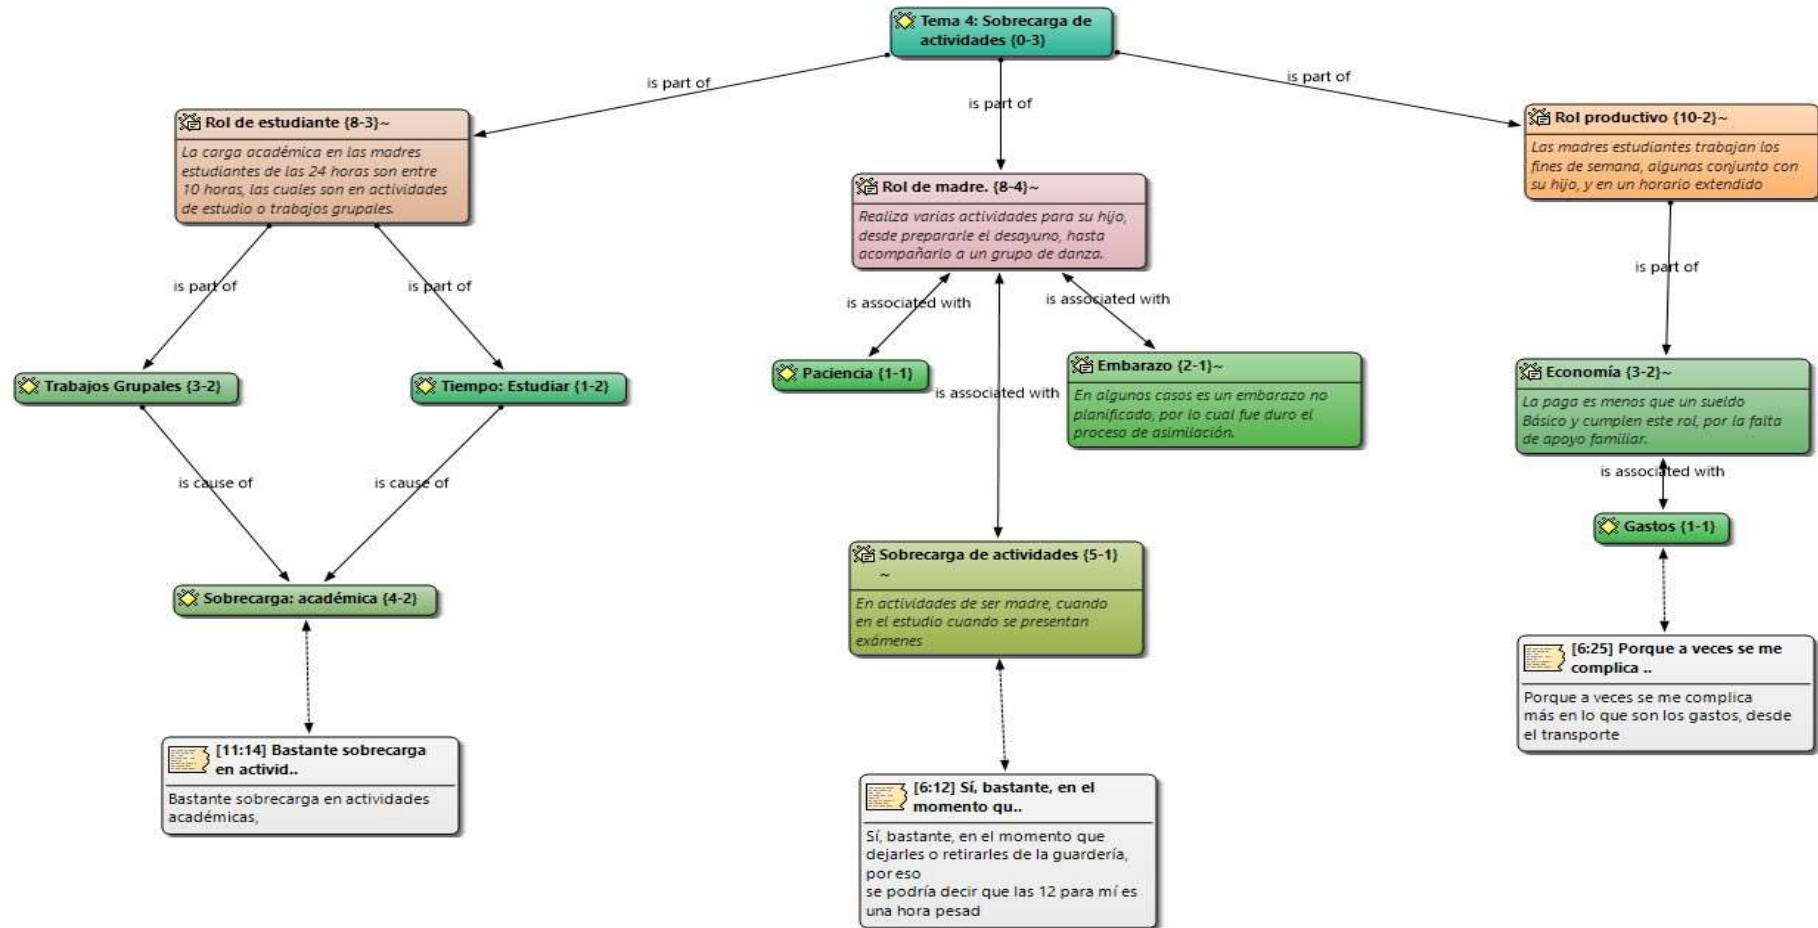 Tema 4: Sobrecarga de
actividades {0-3}
is part of
is part of
is part of
Rol de estudiante {8-3}~
La carga académica en las madres
estudiantes de las 24 horas son entre
10 horas, las cuales son en actividades
de estudio o trabajos grupales.
Rol de madre. {8-4}~
Realiza varias actividades para su hijo,
desde prepararle el desayuno, hasta
acompañarlo a un grupo de danza.
Rol productivo {10-2}~
Las madres estudiantes trabajan los
fines de semana, algunas conjunto con
su hijo, y en un horario extendido
is part of
is part of
is associated with
is associated with
is associated with
is part of
Trabajos Grupales {3-2}
Tiempo: Estudiar {1-2}
Paciencia {1-1}
Embarazo {2-1}~
En algunos casos es un embarazo no
planificado, por lo cual fue duro el
proceso de asimilación.
Economía {3-2}~
La paga es menos que un sueldo
Básico y cumplen este rol, por la falta
de apoyo familiar.
is cause of
is cause of
is associated with
Gastos {1-1}
Sobrecarga: académica {4-2}
Sobrecarga de actividades {5-1}
~
En actividades de ser madre, cuando
en el estudio cuando se presentan
exámenes
[6:25] Porque a veces se me
complica ..
Porque a veces se me complica
más en lo que son los gastos, desde
el transporte
[11:14] Bastante sobrecarga
en activid..
Bastante sobrecarga en actividades
académicas,
[6:12] Sí, bastante, en el
momento qu..
Sí, bastante, en el momento que
dejarles o retirarles de la guardería,
por eso
se podría decir que las 12 para mí es
una hora pesad